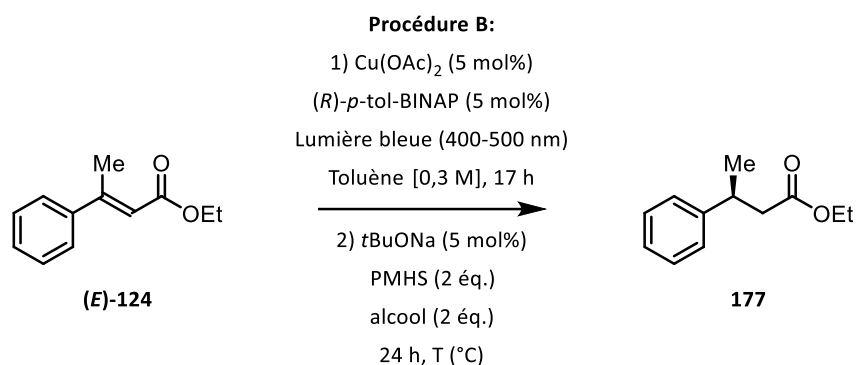 Procédure B:
1) Cu(OAc)2 (5 mol%)
(R)-p-tol-BINAP (5 mol%)
Lumière bleue (400-500 nm)
Toluène [0,3 M], 17 h
2) tBuONa (5 mol%)
PMHS (2 éq.)
alcool (2 éq.)
24 h, T (°C)
Me
O
OEt
(E)-124
Me
O
OEt
177